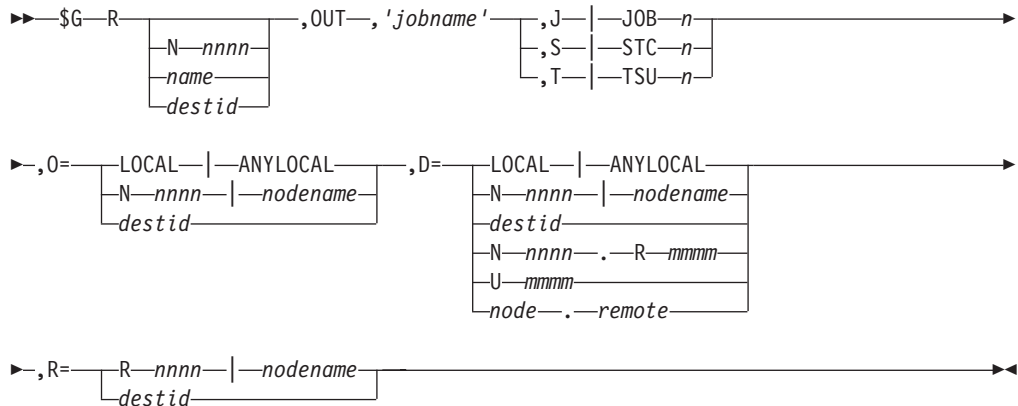 $G R ,OUT ,'jobname' ,J | JOB n
N nnnn ,S | STC n
name ,T | TSU n
destid
,O= LOCAL | ANYLOCAL ,D= LOCAL | ANYLOCAL
N nnnn | nodename N nnnn | nodename
destid destid
N nnnn . R mmmm
U mmmm
node . remote
,R= R nnnn | nodename
destid